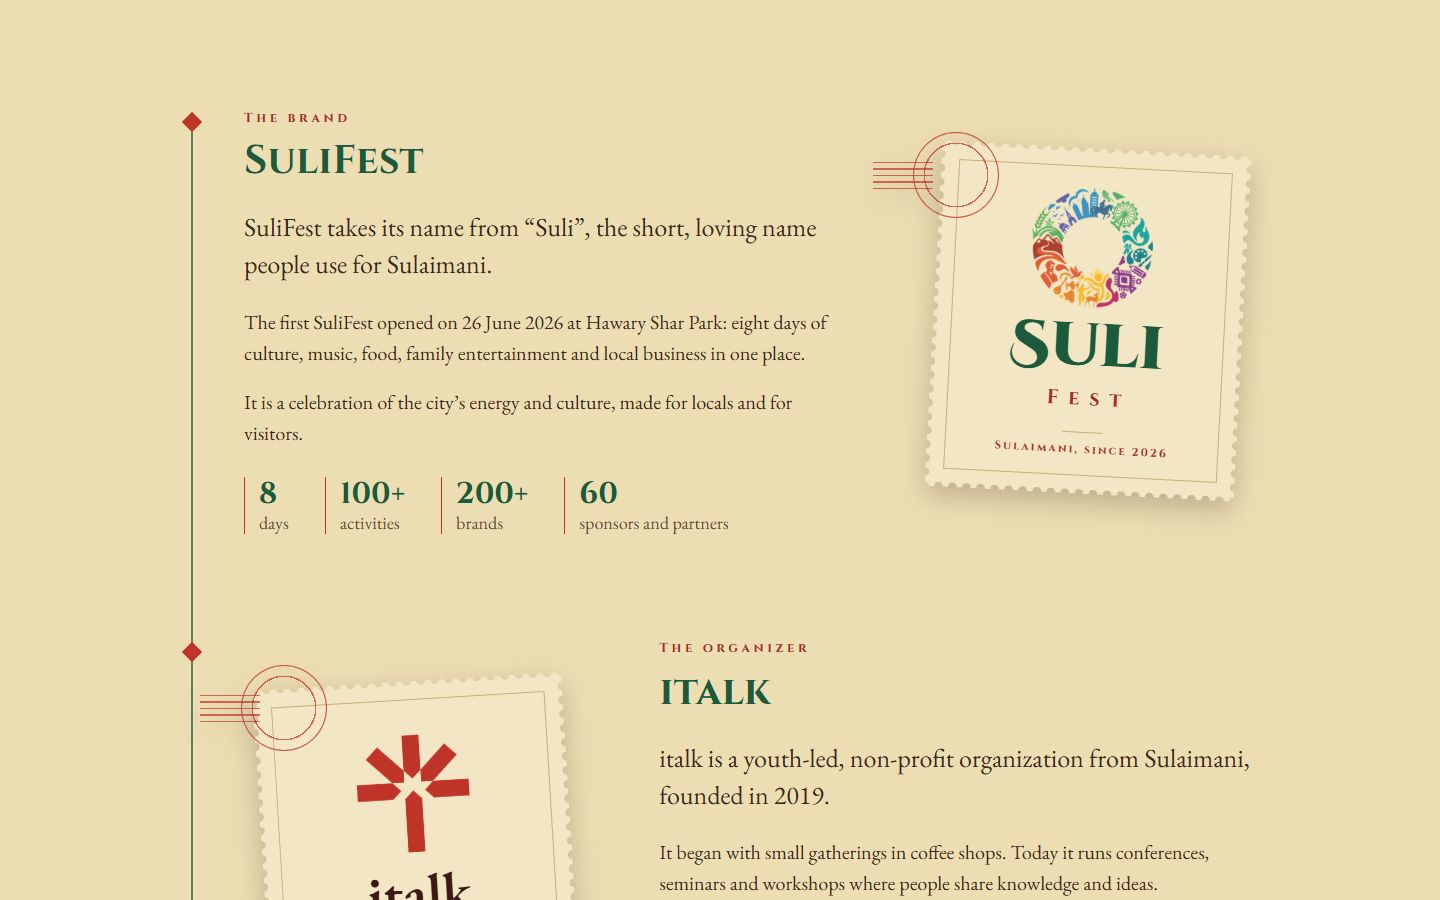 The brand
SuliFest
SuliFest takes its name from “Suli”, the short, loving name
people use for Sulaimani.
The first SuliFest opened on 26 June 2026 at Hawary Shar Park: eight days of
culture, music, food, family entertainment and local business in one place.
It is a celebration of the city’s energy and culture, made for locals and for
visitors.
8
days
100+
activities
200+
brands
60
sponsors and partners
SULI
Fest
Sulaimani, since 2026
The organizer
italk
italk is a youth-led, non-profit organization from Sulaimani,
founded in 2019.
It began with small gatherings in coffee shops. Today it runs conferences,
seminars and workshops where people share knowledge and ideas.
italk